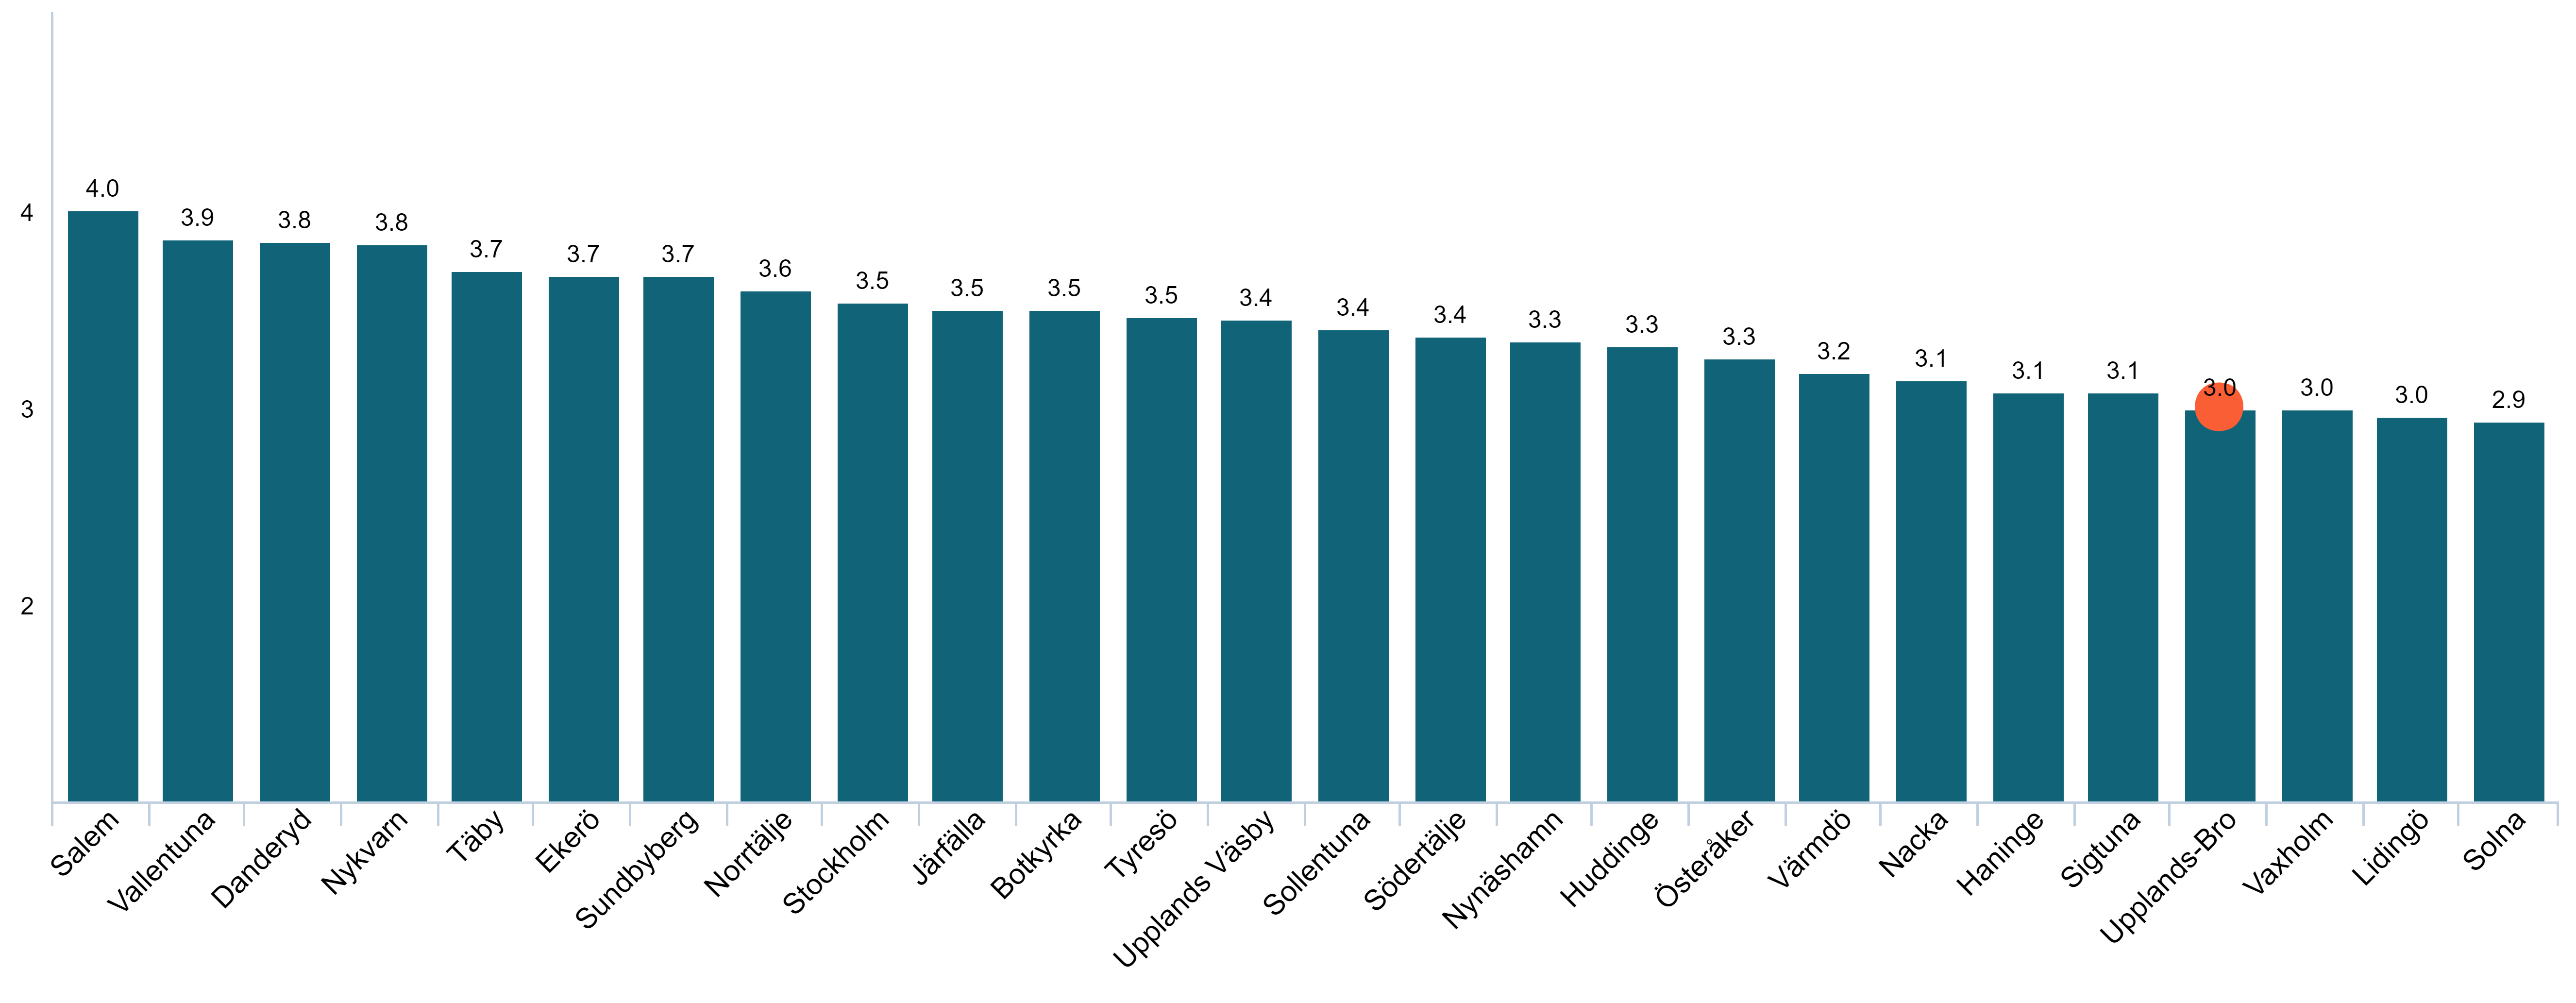 4.0 3.9 3.8 3.8 3.7 3.7 3.7 3.6 3.5 3.5 3.5 3.5 3.4 3.4 3.4 3.3 3.3 3.3 3.2 3.1 3.1 3.1 3.0 3.0 3.0 2.9
4
3
2
Salem
Vallentuna
Danderyd
Nykvarn
Täby
Ekerö
Sundbyberg
Norrtälje
Stockholm
Järfälla
Botkyrka
Tyresö
Upplands Väsby
Sollentuna
Södertälje
Nynäshamn
Huddinge
Österåker
Värmdö
Nacka
Haninge
Sigtuna
Upplands-Bro
Vaxholm
Lidingö
Solna